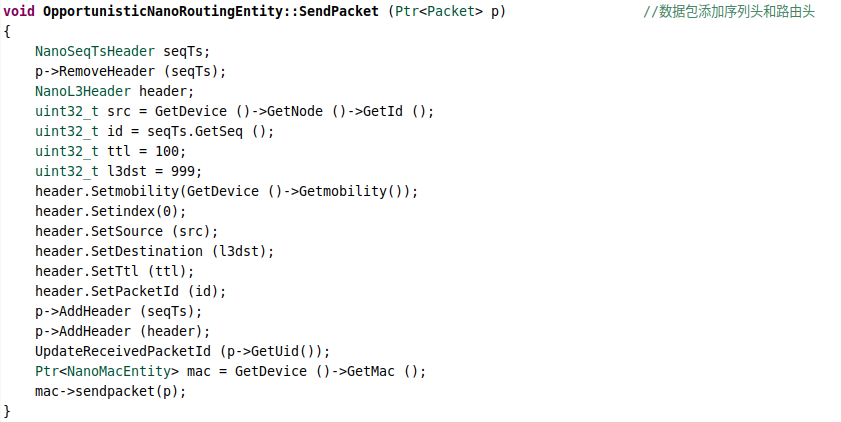 void OpportunisticNanoRoutingEntity::SendPacket (Ptr<Packet> p)                 //数据包添加序列头和路由头
{
    NanoSeqTsHeader seqTs;
    p->RemoveHeader (seqTs);
    NanoL3Header header;
    uint32_t src = GetDevice ()->GetNode ()->GetId ();
    uint32_t id = seqTs.GetSeq ();
    uint32_t ttl = 100;
    uint32_t l3dst = 999;
    header.Setmobility(GetDevice ()->Getmobility());
    header.Setindex(0);
    header.SetSource (src);
    header.SetDestination (l3dst);
    header.SetTtl (ttl);
    header.SetPacketId (id);
    p->AddHeader (seqTs);
    p->AddHeader (header);
    UpdateReceivedPacketId (p->GetUid());
    Ptr<NanoMacEntity> mac = GetDevice ()->GetMac ();
    mac->sendpacket(p);
}